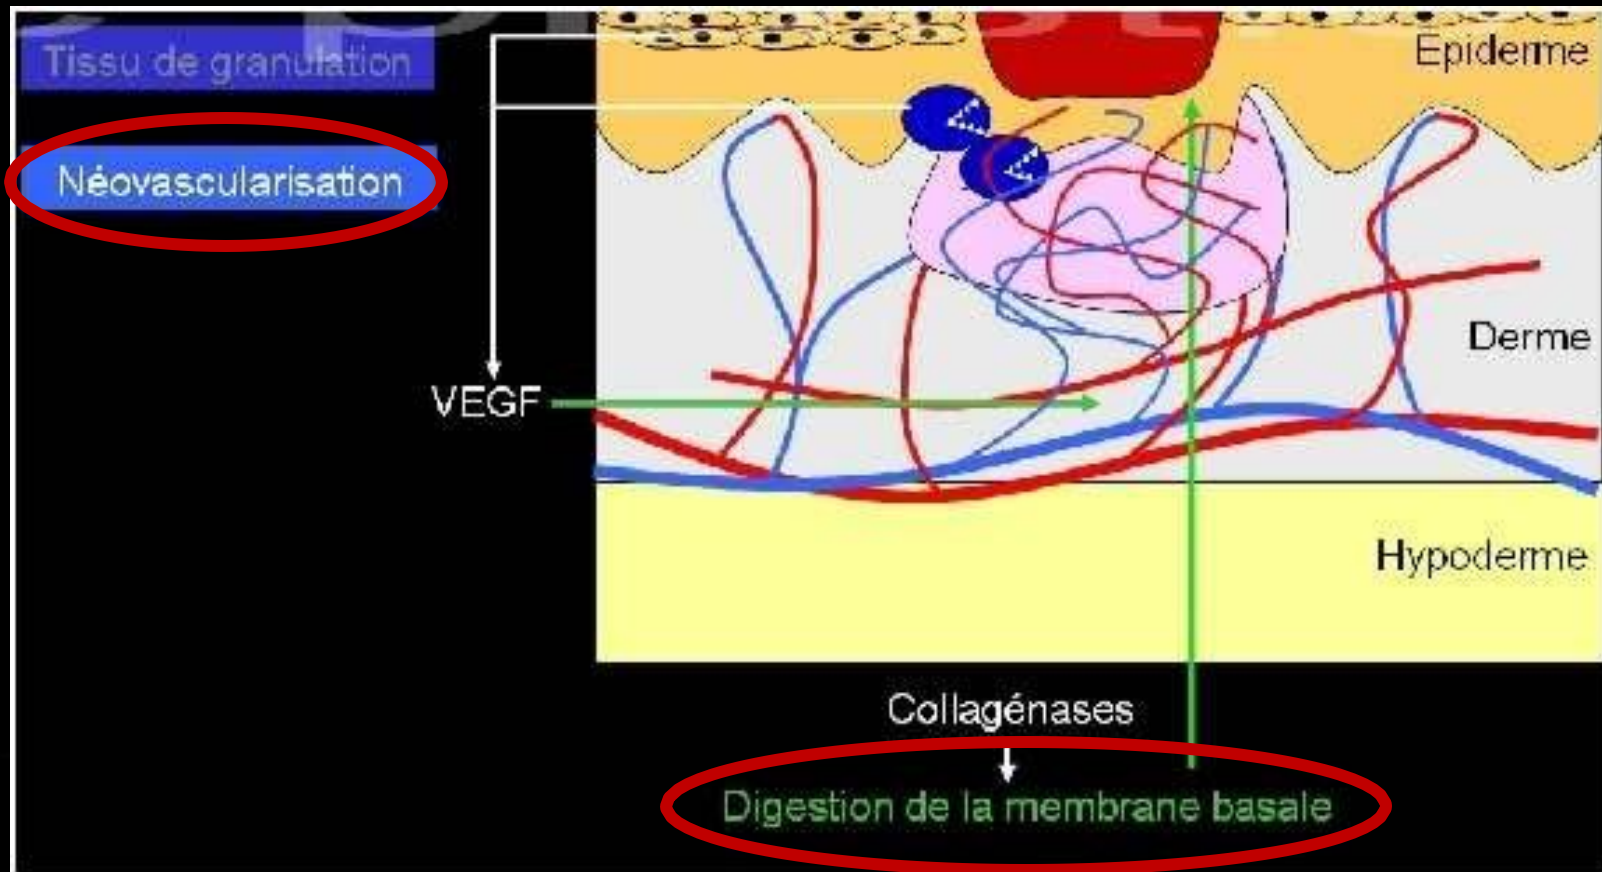 Tissu de granulation
Epiderme
Néovascularisation
Derme
VEGF
Hypoderme
Collagénases
Digestion de la membrane basale